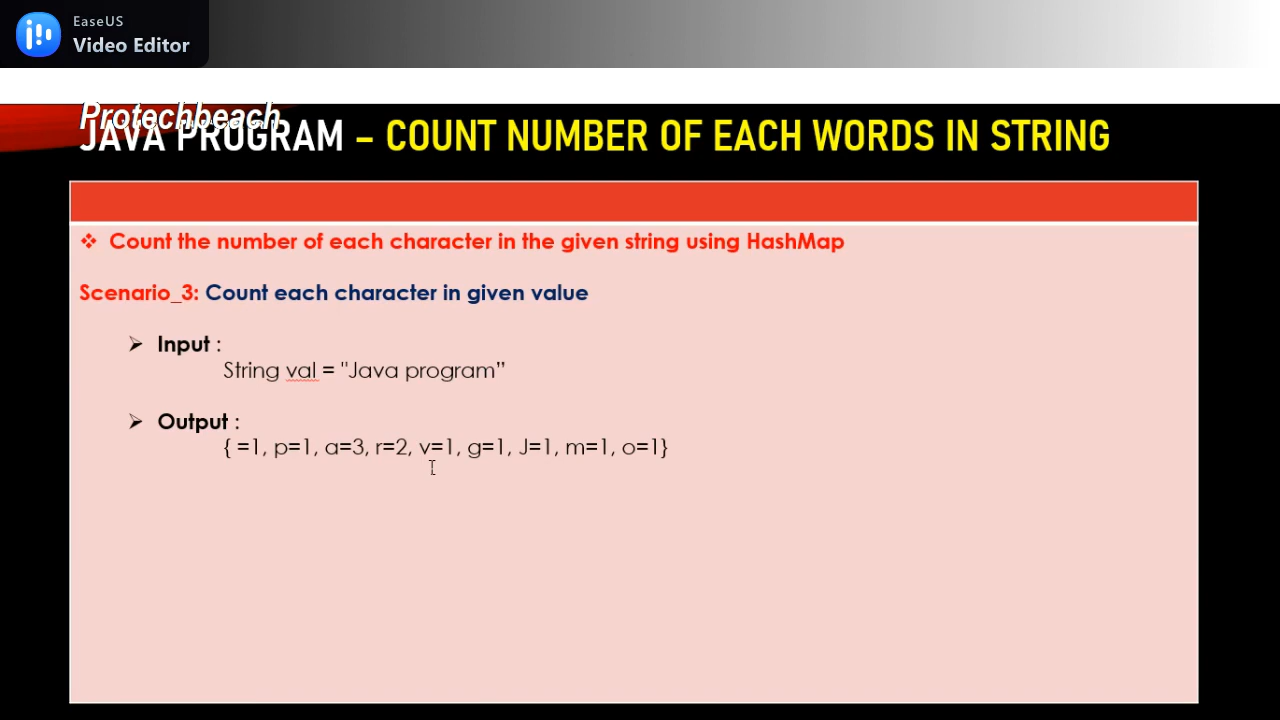 EaseUS
Video Editor
Protechbeach
JAVA PROGRAM – COUNT NUMBER OF EACH WORDS IN STRING
❖ Count the number of each character in the given string using HashMap
Scenario_3: Count each character in given value
➢ Input :
String val = "Java program”
➢ Output :
{ =1, p=1, a=3, r=2, v=1, g=1, J=1, m=1, o=1}